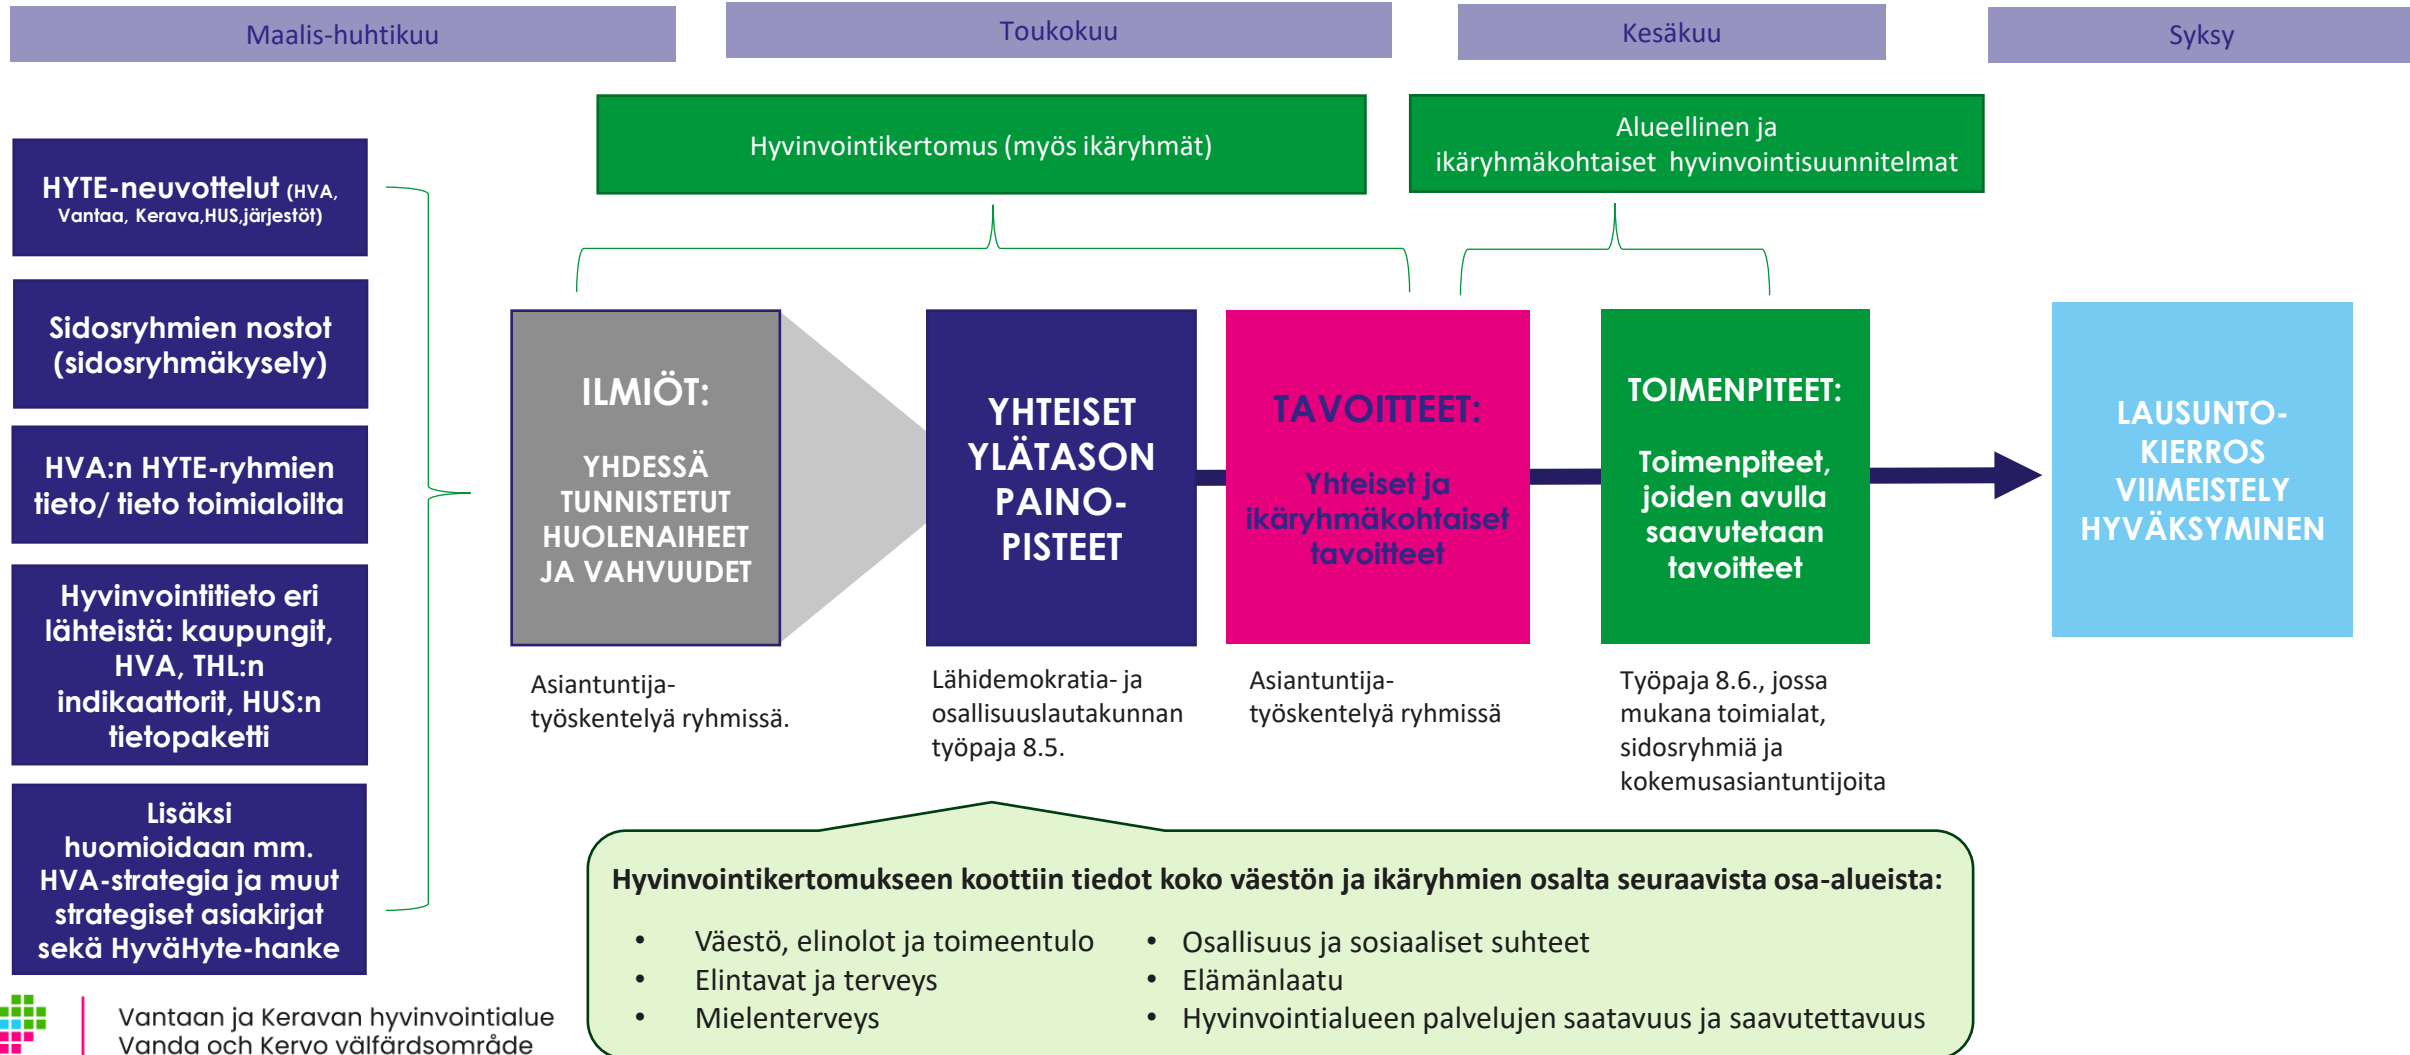 Maalis-huhtikuu
Toukokuu
Kesäkuu
Syksy
Hyvinvointikertomus (myös ikäryhmät)
Alueellinen ja
ikäryhmäkohtaiset hyvinvointisuunnitelmat
HYTE-neuvottelut (HVA,
Vantaa, Kerava,HUS,järjestöt)
Sidosryhmien nostot
(sidosryhmäkysely)
HVA:n HYTE-ryhmien
tieto/ tieto toimialoilta
Hyvinvointitieto eri
lähteistä: kaupungit,
HVA, THL:n
indikaattorit, HUS:n
tietopaketti
Lisäksi
huomioidaan mm.
HVA-strategia ja muut
strategiset asiakirjat
sekä HyväHyte-hanke
ILMIÖT:
YHDESSÄ
TUNNISTETUT
HUOLENAIHEET
JA VAHVUUDET
Asiantuntija-
työskentelyä ryhmissä.
YHTEISET
YLÄTASON
PAINO-
PISTEET
Lähidemokratia- ja
osallisuuslautakunnan
työpaja 8.5.
TAVOITTEET:
Yhteiset ja
ikäryhmäkohtaiset
tavoitteet
Asiantuntija-
työskentelyä ryhmissä
TOIMENPITEET:
Toimenpiteet,
joiden avulla
saavutetaan
tavoitteet
Työpaja 8.6., jossa
mukana toimialat,
sidosryhmiä ja
kokemusasiantuntijoita
LAUSUNTO-
KIERROS
VIIMEISTELY
HYVÄKSYMINEN
Hyvinvointikertomukseen koottiin tiedot koko väestön ja ikäryhmien osalta seuraavista osa-alueista:
• Väestö, elinolot ja toimeentulo
• Elintavat ja terveys
• Mielenterveys
• Osallisuus ja sosiaaliset suhteet
• Elämänlaatu
• Hyvinvointialueen palvelujen saatavuus ja saavutettavuus
Vantaan ja Keravan hyvinvointialue
Vanda och Kervo välfärdsområde